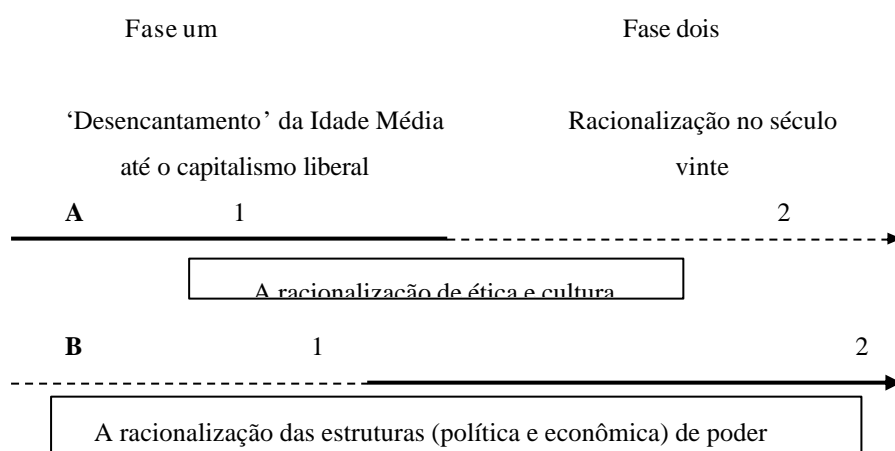 Fase um Fase dois
‘Desencantamento’ da Idade Média Racionalização no século
até o capitalismo liberal vinte
A 1 2
A racionalização de ética e cultura
B 1 2
A racionalização das estruturas (política e econômica) de poder